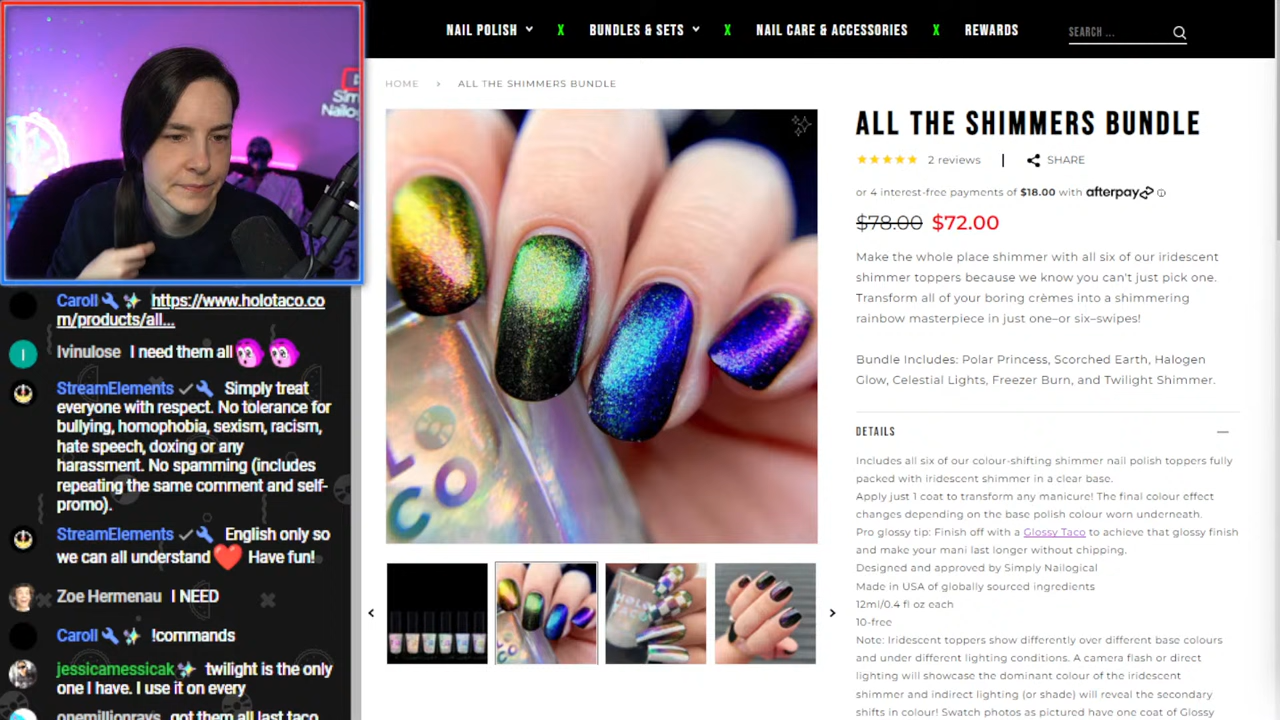 Sim
Nailog
Caroll https://www.holotaco.co
m/products/all...
Ivinulose I need them all
StreamElements Simply treat
everyone with respect. No tolerance for
bullying, homophobia, sexism, racism,
hate speech, doxing or any
harassment. No spamming (includes
repeating the same comment and self-
promo).
StreamElements English only so
we can all understand Have fun!
Zoe Hermenau I NEED
Caroll !commands
jessicamessicak twilight is the only
one I have. I use it on every
onemillionrays got them all last taco
NAIL POLISH X BUNDLES & SETS X NAIL CARE & ACCESSORIES X REWARDS SEARCH ...
HOME › ALL THE SHIMMERS BUNDLE
CO
HOLO
ALL THE SHIMMERS BUNDLE
2 reviews | SHARE
or 4 interest-free payments of $18.00 with afterpay
$78.00 $72.00
Make the whole place shimmer with all six of our iridescent
shimmer toppers because we know you can't just pick one.
Transform all of your boring crèmes into a shimmering
rainbow masterpiece in just one–or six–swipes!
Bundle Includes: Polar Princess, Scorched Earth, Halogen
Glow, Celestial Lights, Freezer Burn, and Twilight Shimmer.
DETAILS
Includes all six of our colour-shifting shimmer nail polish toppers fully
packed with iridescent shimmer in a clear base.
Apply just 1 coat to transform any manicure! The final colour effect
changes depending on the base polish colour worn underneath.
Pro glossy tip: Finish off with a Glossy Taco to achieve that glossy finish
and make your mani last longer without chipping.
Designed and approved by Simply Nailogical
Made in USA of globally sourced ingredients
12ml/0.4 fl oz each
10-free
Note: Iridescent toppers show differently over different base colours
and under different lighting conditions. A camera flash or direct
lighting will showcase the dominant colour of the iridescent
shimmer and indirect lighting (or shade) will reveal the secondary
shifts in colour! Swatch photos as pictured have one coat of Glossy